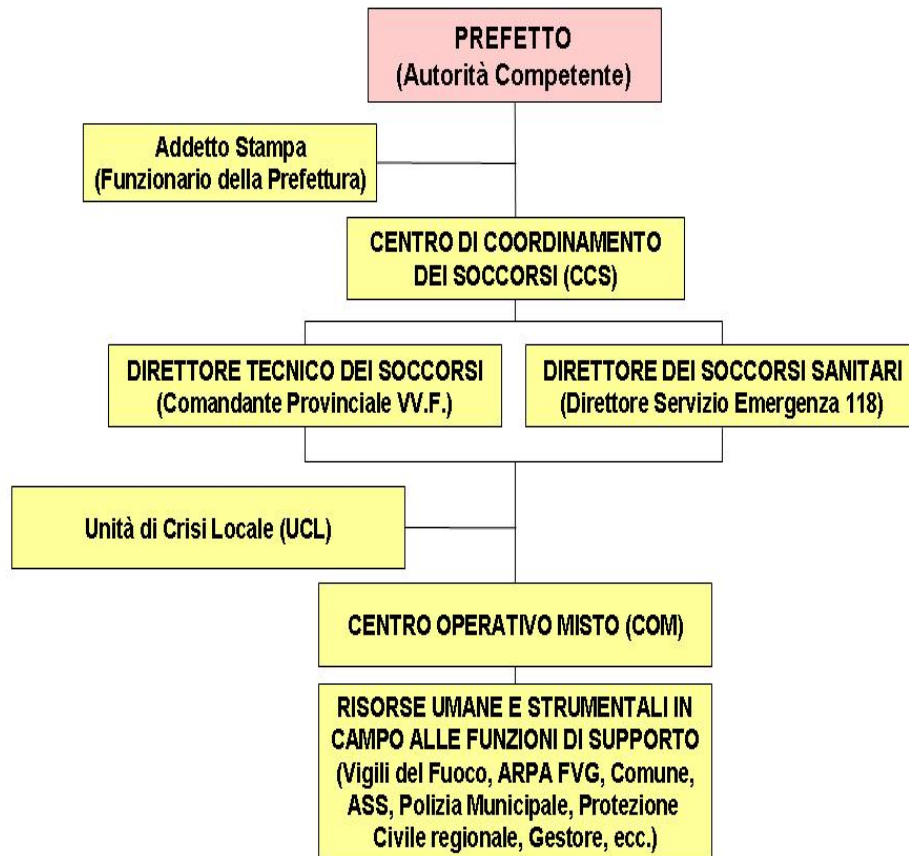 PREFETTO
(Autorità Competente)
Addetto Stampa
(Funzionario della Prefettura)
CENTRO DI COORDINAMENTO
DEI SOCCORSI (CCS)
DIRETTORE TECNICO DEI SOCCORSI
(Comandante Provinciale VV.F.)
DIRETTORE DEI SOCCORSI SANITARI
(Direttore Servizio Emergenza 118)
Unità di Crisi Locale (UCL)
CENTRO OPERATIVO MISTO (COM)
RISORSE UMANE E STRUMENTALI IN
CAMPO ALLE FUNZIONI DI SUPPORTO
(Vigili del Fuoco, ARPA FVG, Comune,
ASS, Polizia Municipale, Protezione
Civile regionale, Gestore, ecc.)